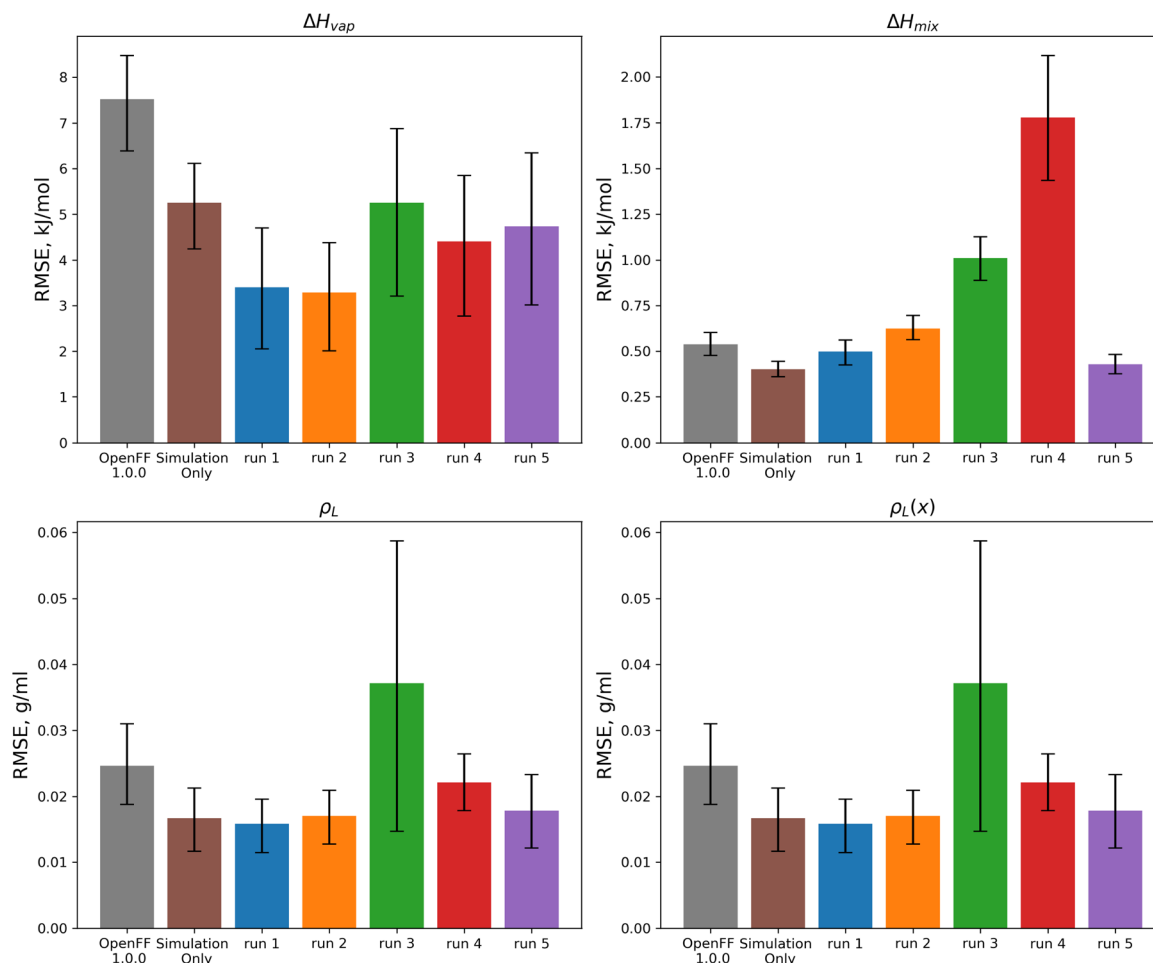 ΔH_vap
RMSE, kJ/mol
8
7
6
5
4
3
2
1
0
OpenFF Simulation run 1 run 2 run 3 run 4 run 5
1.0.0 Only
ΔH_mix
RMSE, kJ/mol
2.00
1.75
1.50
1.25
1.00
0.75
0.50
0.25
0.00
OpenFF Simulation run 1 run 2 run 3 run 4 run 5
1.0.0 Only
ρ_L
RMSE, g/ml
0.06
0.05
0.04
0.03
0.02
0.01
0.00
OpenFF Simulation run 1 run 2 run 3 run 4 run 5
1.0.0 Only
ρ_L(x)
RMSE, g/ml
0.06
0.05
0.04
0.03
0.02
0.01
0.00
OpenFF Simulation run 1 run 2 run 3 run 4 run 5
1.0.0 Only